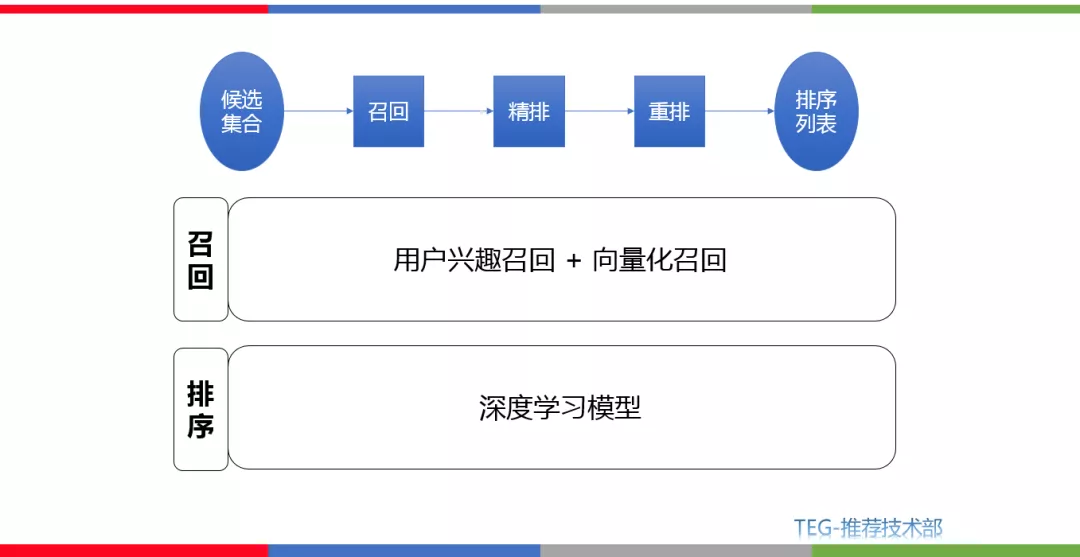 候选
集合
召回
精排
重排
排序
列表
召
回
用户兴趣召回 + 向量化召回
排
序
深度学习模型
TEG-推荐技术部